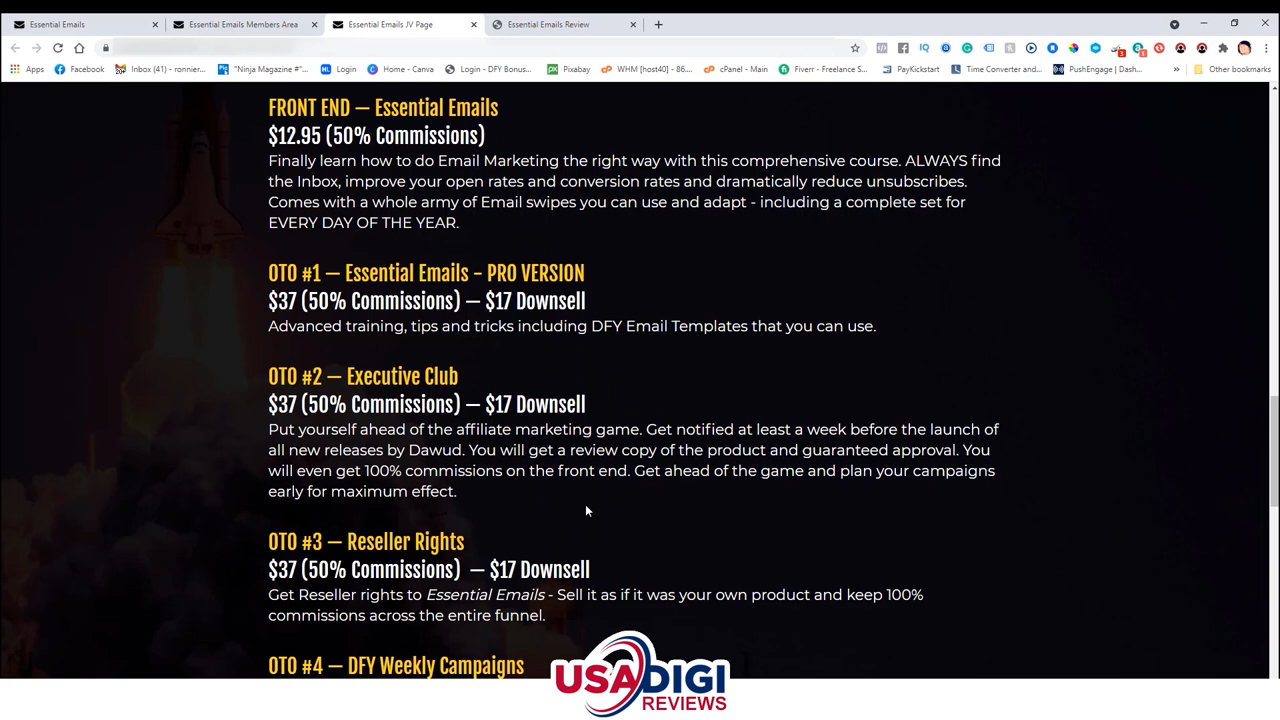 Essential Emails
Essential Emails Members Area
Essential Emails JV Page
Essential Emails Review
Apps
Facebook
Inbox (41) - ronnier...
"Ninja Magazine #"...
Login
Home - Canva
Login - DFY Bonus...
Pixabay
WHM [host40] - 86....
cPanel - Main
Fiverr - Freelance S...
PayKickstart
Time Converter and...
PushEngage | Dash...
Other bookmarks
FRONT END — Essential Emails
$12.95 (50% Commissions)
Finally learn how to do Email Marketing the right way with this comprehensive course. ALWAYS find
the Inbox, improve your open rates and conversion rates and dramatically reduce unsubscribes.
Comes with a whole army of Email swipes you can use and adapt - including a complete set for
EVERY DAY OF THE YEAR.
OTO #1 — Essential Emails - PRO VERSION
$37 (50% Commissions) — $17 Downsell
Advanced training, tips and tricks including DFY Email Templates that you can use.
OTO #2 — Executive Club
$37 (50% Commissions) — $17 Downsell
Put yourself ahead of the affiliate marketing game. Get notified at least a week before the launch of
all new releases by Dawud. You will get a review copy of the product and guaranteed approval. You
will even get 100% commissions on the front end. Get ahead of the game and plan your campaigns
early for maximum effect.
OTO #3 — Reseller Rights
$37 (50% Commissions) — $17 Downsell
Get Reseller rights to Essential Emails - Sell it as if it was your own product and keep 100%
commissions across the entire funnel.
OTO #4 — DFY Weekly Campaigns
USADIGI
REVIEWS